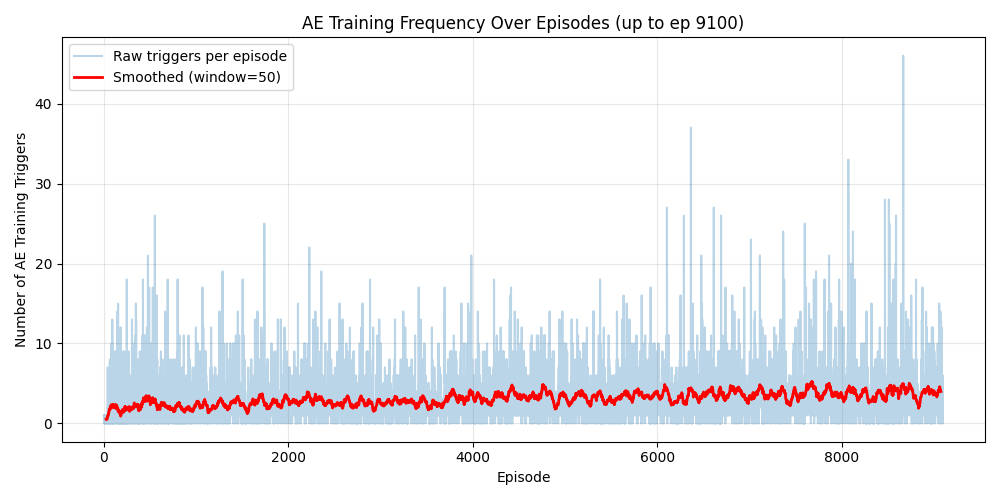 AE Training Frequency Over Episodes (up to ep 9100)
Raw triggers per episode
Smoothed (window=50)
Number of AE Training Triggers
40
30
20
10
0
0 2000 4000 6000 8000
Episode